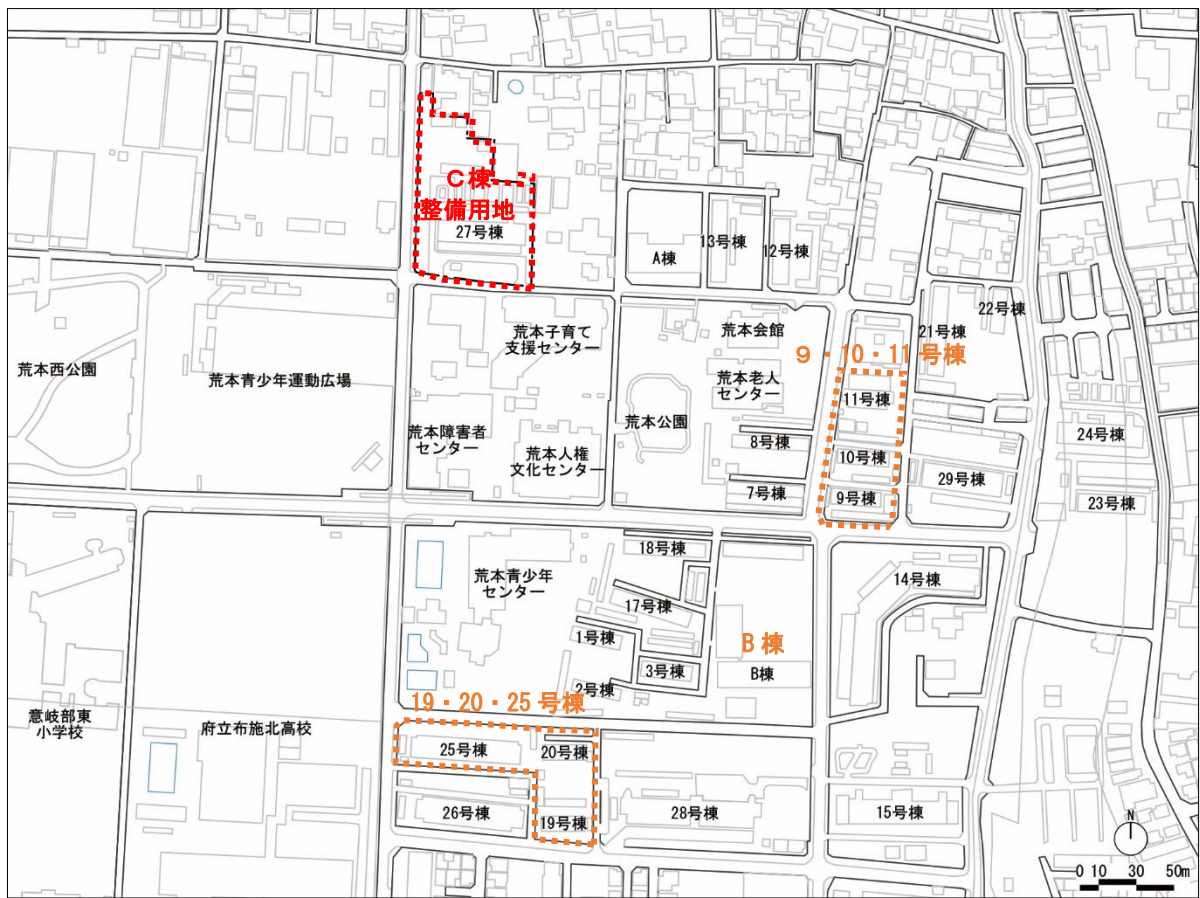 C棟
整備用地
27号棟
A棟
13号棟
12号棟
荒本子育て
支援センター
荒本会館
21号棟
22号棟
荒本西公園
荒本青少年運動広場
荒本老人
センター
9・10・11号棟
11号棟
荒本公園
荒本障害者
センター
荒本人権
文化センター
8号棟
10号棟
24号棟
7号棟
9号棟
29号棟
23号棟
荒本青少年
センター
18号棟
17号棟
14号棟
1号棟
3号棟
2号棟
B棟
B棟
19・20・25号棟
意岐部東
小学校
府立布施北高校
25号棟
20号棟
26号棟
19号棟
28号棟
15号棟
N
0 10 30 50m